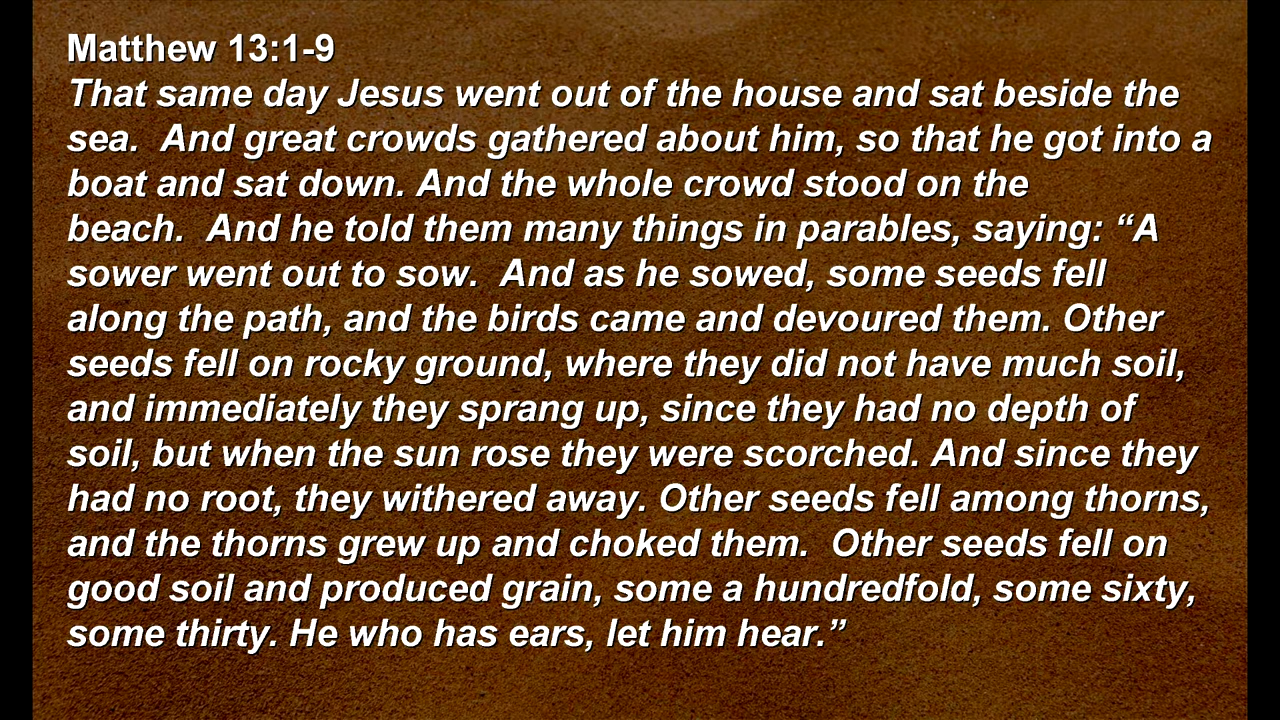 Matthew 13:1-9
That same day Jesus went out of the house and sat beside the
sea.  And great crowds gathered about him, so that he got into a
boat and sat down. And the whole crowd stood on the
beach.  And he told them many things in parables, saying: “A
sower went out to sow.  And as he sowed, some seeds fell
along the path, and the birds came and devoured them. Other
seeds fell on rocky ground, where they did not have much soil,
and immediately they sprang up, since they had no depth of
soil, but when the sun rose they were scorched. And since they
had no root, they withered away. Other seeds fell among thorns,
and the thorns grew up and choked them.  Other seeds fell on
good soil and produced grain, some a hundredfold, some sixty,
some thirty. He who has ears, let him hear.”